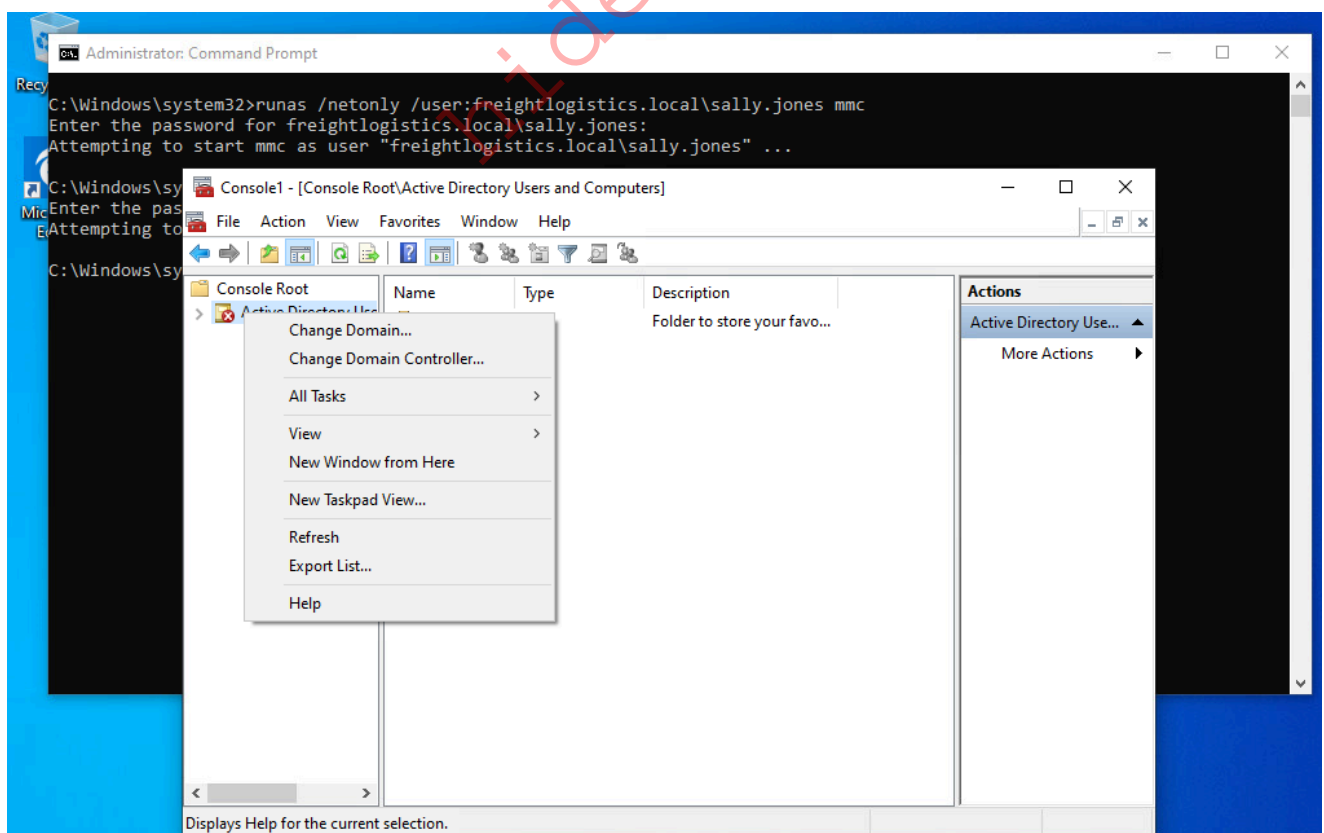 hide
Administrator: Command Prompt
C:\Windows\system32>runas /netonly /user:freightlogistics.local\sally.jones mmc
Enter the password for freightlogistics.local\sally.jones:
Attempting to start mmc as user "freightlogistics.local\sally.jones" ...
C:\Windows\sy
Enter the pas
Attempting to
C:\Windows\sy
Recy
Mic
E
Console1 - [Console Root\Active Directory Users and Computers]
File Action View Favorites Window Help
Console Root
Active Directory Use
Name Type Description
Folder to store your favo...
Change Domain...
Change Domain Controller...
All Tasks
View
New Window from Here
New Taskpad View...
Refresh
Export List...
Help
Actions
Active Directory Use...
More Actions
Displays Help for the current selection.